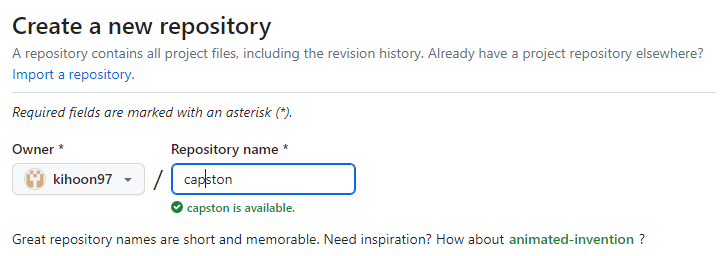 Create a new repository
A repository contains all project files, including the revision history. Already have a project repository elsewhere?
Import a repository.
Required fields are marked with an asterisk (*).
Owner * Repository name *
kihoon97 / capston
capston is available.
Great repository names are short and memorable. Need inspiration? How about animated-invention ?